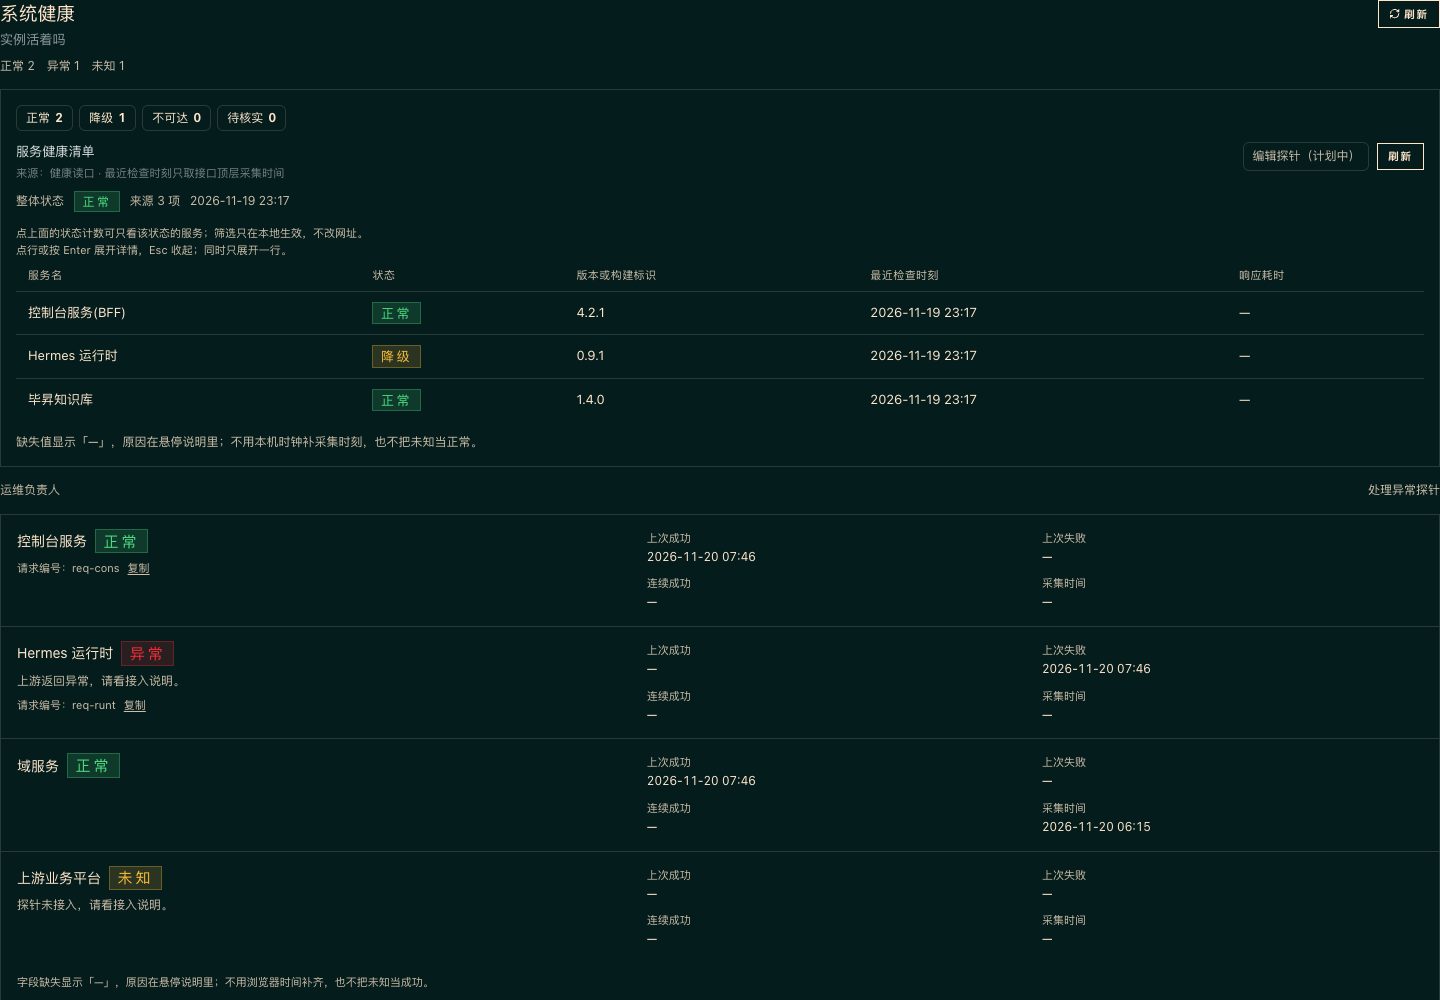 系统健康
刷新
实例活着吗
正常 2 异常 1 未知 1
正常 2 降级 1 不可达 0 待核实 0
服务健康清单
编辑探针（计划中） 刷新
来源：健康读口 · 最近检查时刻只取接口顶层采集时间
整体状态 正常 来源 3 项 2026-11-19 23:17
点上面的状态计数可只看该状态的服务；筛选只在本地生效，不改网址。
点行或按 Enter 展开详情，Esc 收起；同时只展开一行。
服务名 状态 版本或构建标识 最近检查时刻 响应耗时
控制台服务(BFF) 正常 4.2.1 2026-11-19 23:17 —
Hermes 运行时 降级 0.9.1 2026-11-19 23:17 —
毕昇知识库 正常 1.4.0 2026-11-19 23:17 —
缺失值显示「—」，原因在悬停说明里；不用本机时钟补采集时刻，也不把未知当正常。
运维负责人 处理异常探针
控制台服务 正常
请求编号：req-cons 复制
上次成功 上次失败
2026-11-20 07:46 —
连续成功 采集时间
— —
Hermes 运行时 异常
上游返回异常，请看接入说明。
请求编号：req-runt 复制
上次成功 上次失败
— 2026-11-20 07:46
连续成功 采集时间
— —
域服务 正常
上次成功 上次失败
2026-11-20 07:46 —
连续成功 采集时间
— 2026-11-20 06:15
上游业务平台 未知
探针未接入，请看接入说明。
上次成功 上次失败
— —
连续成功 采集时间
— —
字段缺失显示「—」，原因在悬停说明里；不用浏览器时间补齐，也不把未知当成功。